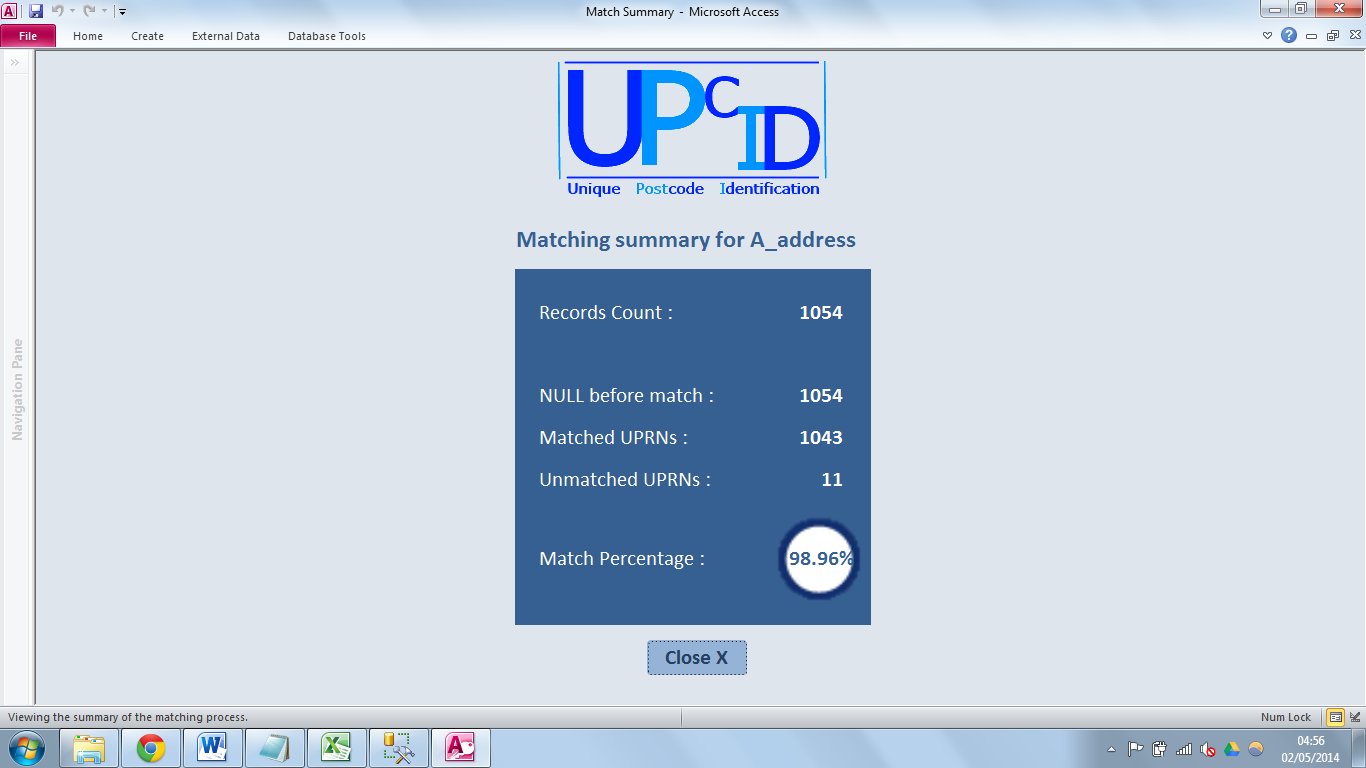 Match Summary - Microsoft Access
File Home Create External Data Database Tools
»
Navigation Pane
UPCID
Unique Postcode Identification
Matching summary for A_address
Records Count : 1054
NULL before match : 1054
Matched UPRNs : 1043
Unmatched UPRNs : 11
Match Percentage : 98.96%
Close X
Viewing the summary of the matching process. Num Lock
04:56
02/05/2014